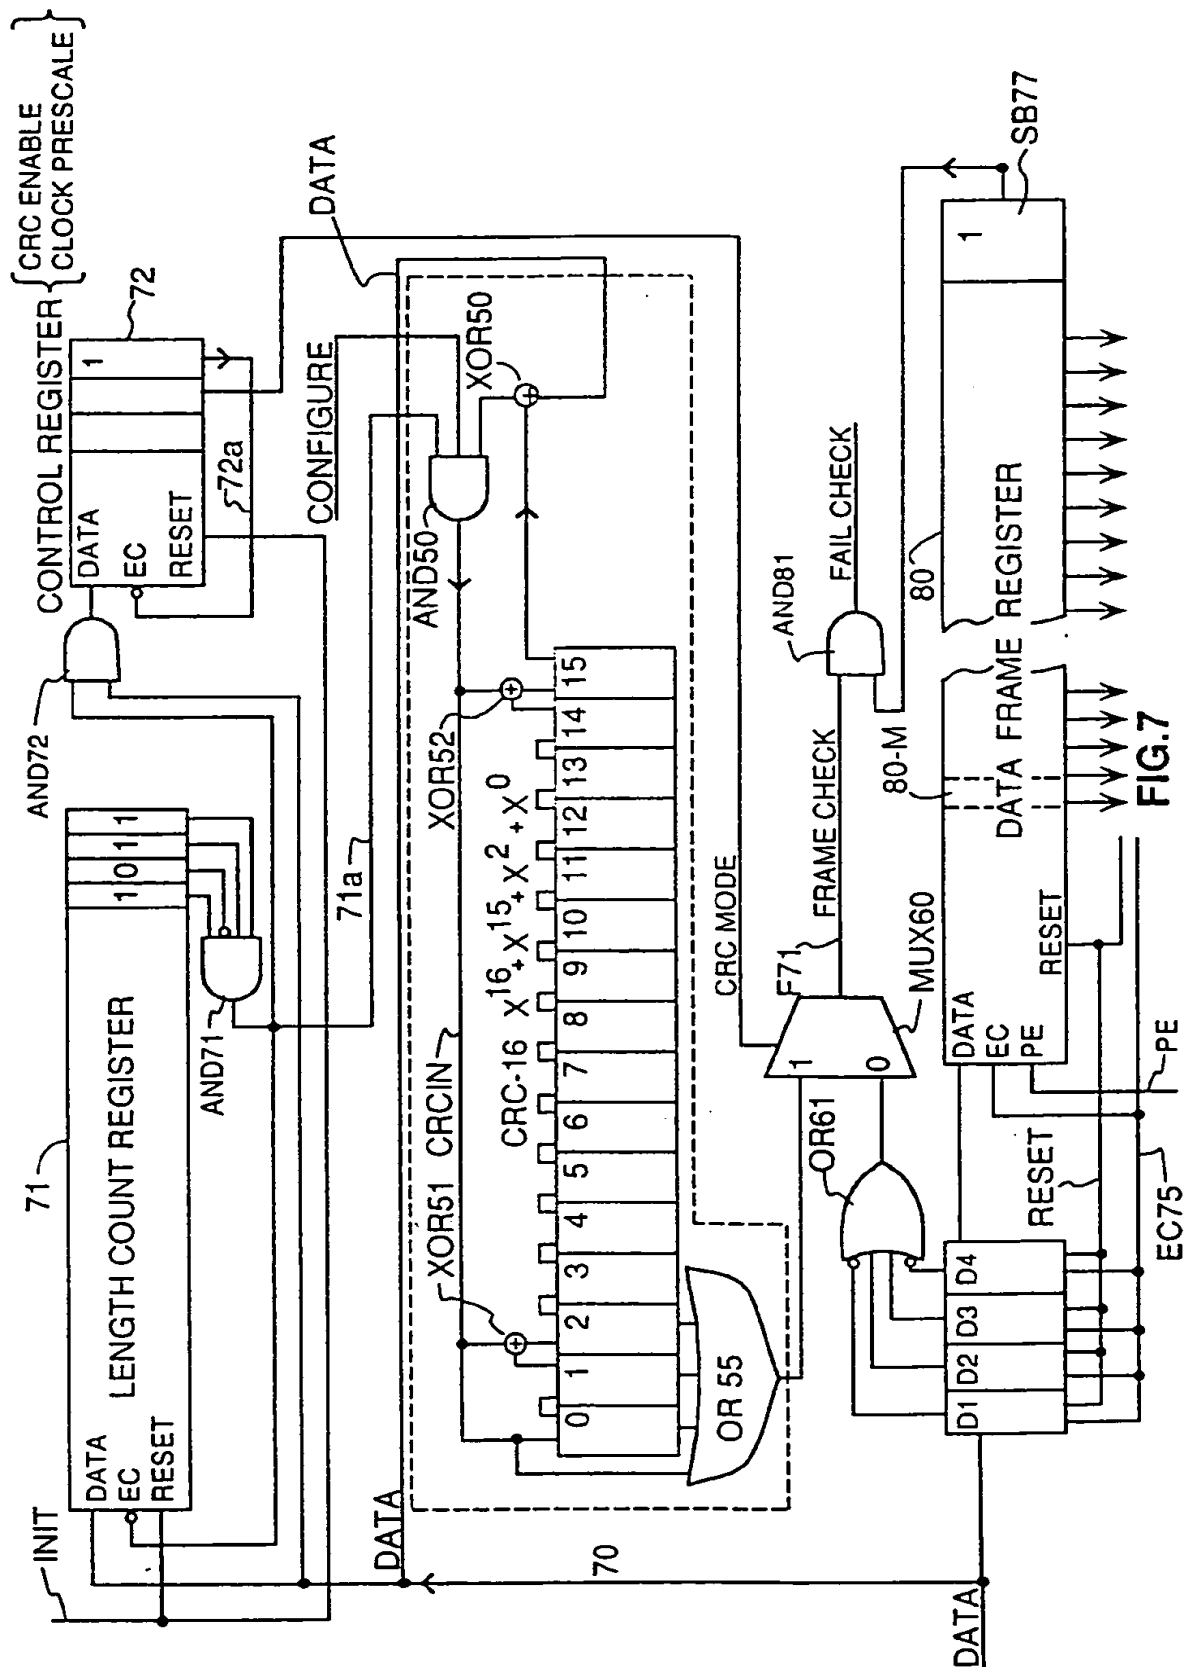 INIT
71
DATA
EC
RESET
LENGTH COUNT REGISTER
1
0
1
1
AND71
AND72
CONTROL REGISTER
{ CRC ENABLE }
{ CLOCK PRESCALE }
DATA
EC
RESET
1
72
72a
71a
CONFIGURE
DATA
DATA
70
XOR51
CRCIN
XOR52
AND50
XOR50
CRC-16 X16+X15+X2+X0
0
1
2
3
4
5
6
7
8
9
10
11
12
13
14
15
OR 55
CRC MODE
OR61
1
0
F71
MUX60
FRAME CHECK
AND81
FAIL CHECK
DATA
D1
D2
D3
D4
RESET
EC75
PE
DATA
EC
PE
RESET
80-M
DATA FRAME REGISTER
80
1
SB77
FIG.7